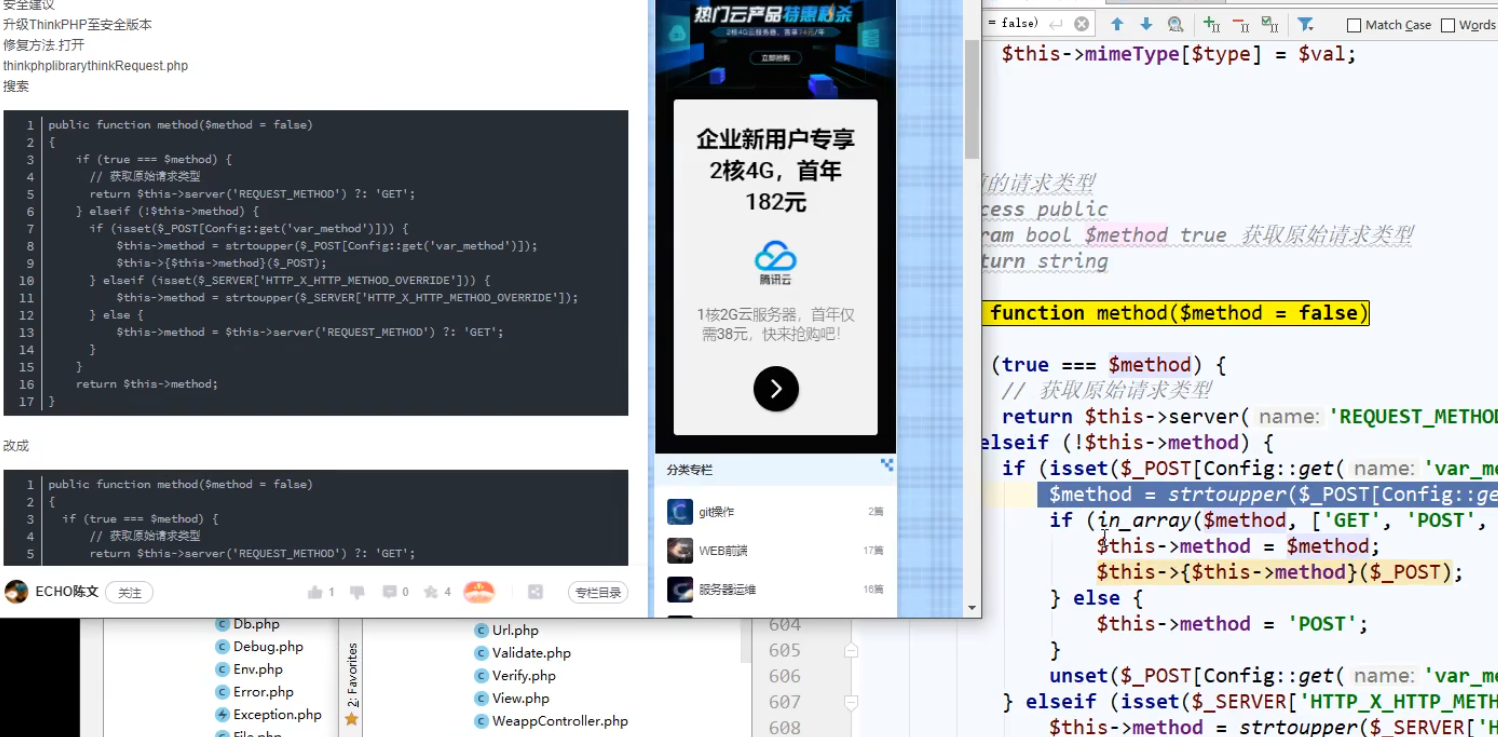 安全建议
升级ThinkPHP至安全版本
修复方法.打开
thinkphplibrarythinkRequest.php
搜索
1 public function method($method = false)
2 {
3 if (true === $method) {
4 // 获取原始请求类型
5 return $this->server('REQUEST_METHOD') ?: 'GET';
6 } elseif (!$this->method) {
7 if (isset($_POST[Config::get('var_method')])) {
8 $this->method = strtoupper($_POST[Config::get('var_method')]);
9 $this->{$this->method}($_POST);
10 } elseif (isset($_SERVER['HTTP_X_HTTP_METHOD_OVERRIDE'])) {
11 $this->method = strtoupper($_SERVER['HTTP_X_HTTP_METHOD_OVERRIDE']);
12 } else {
13 $this->method = $this->server('REQUEST_METHOD') ?: 'GET';
14 }
15 }
16 return $this->method;
17 }
改成
1 public function method($method = false)
2 {
3 if (true === $method) {
4 // 获取原始请求类型
5 return $this->server('REQUEST_METHOD') ?: 'GET';
ECHO陈文 关注 1 0 4 专栏目录
热门云产品特惠秒杀
2核4G云服务器，首年74元/年
立即抢购
企业新用户专享
2核4G，首年
182元
腾讯云
1核2G云服务器，首年仅
需38元，快来抢购吧！
分类专栏
git操作 2篇
WEB前端 17篇
服务器运维 16篇
= false) Match Case Words
$this->mimeType[$type] = $val;
的请求类型
cess public
ram bool $method true 获取原始请求类型
turn string
function method($method = false)
(true === $method) {
// 获取原始请求类型
return $this->server( name: 'REQUEST_METHOD
elseif (!$this->method) {
if (isset($_POST[Config::get( name: 'var_me
$method = strtoupper($_POST[Config::ge
if (in_array($method, ['GET', 'POST',
$this->method = $method;
$this->{$this->method}($_POST);
} else {
$this->method = 'POST';
}
unset($_POST[Config::get( name: 'var_me
} elseif (isset($_SERVER['HTTP_X_HTTP_METH
$this->method = strtoupper($_SERVER['H
604
605
606
607
608
Db.php
Debug.php
Env.php
Error.php
Exception.php
File.php
2: Favorites
Url.php
Validate.php
Verify.php
View.php
WeappController.php